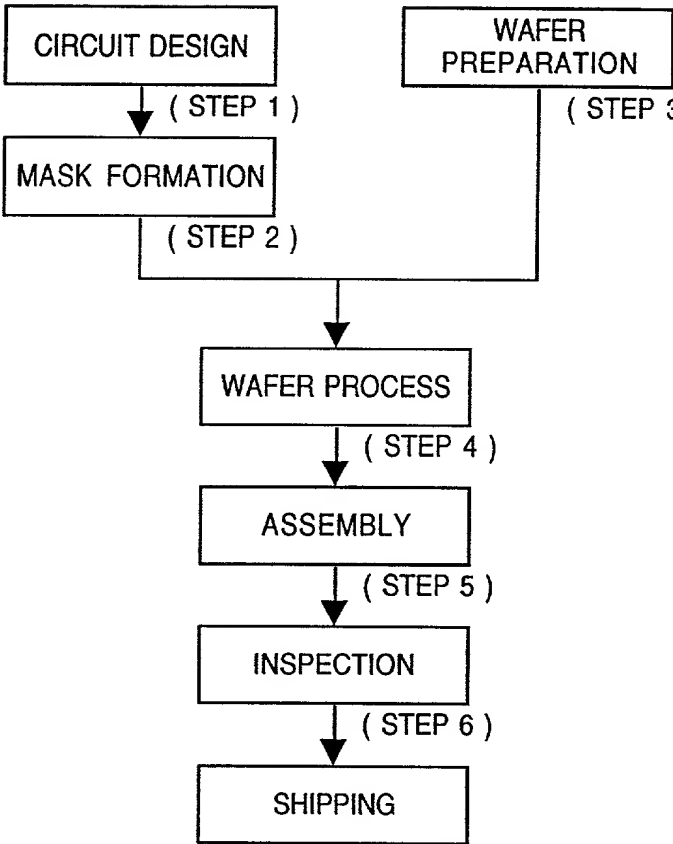 CIRCUIT DESIGN
( STEP 1 )
MASK FORMATION
( STEP 2 )
WAFER
PREPARATION
( STEP 3
WAFER PROCESS
( STEP 4 )
ASSEMBLY
( STEP 5 )
INSPECTION
( STEP 6 )
SHIPPING